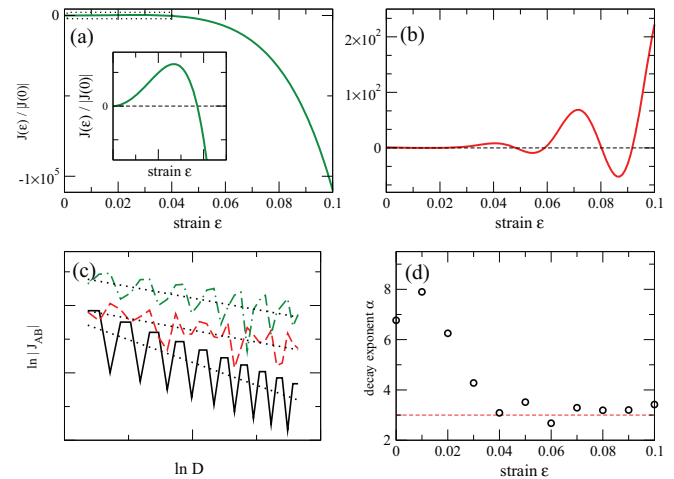 (a)
J(ε) / |J(0)|
0
-1×10⁵
J(ε) / |J(0)|
0
strain ε
0 0.02 0.04 0.06 0.08 0.1
strain ε
(b)
2×10²
1×10²
0
0 0.02 0.04 0.06 0.08 0.1
strain ε
(c)
ln | J_AB|
ln D
(d)
decay exponent α
8
6
4
2
0 0.02 0.04 0.06 0.08 0.1
strain ε